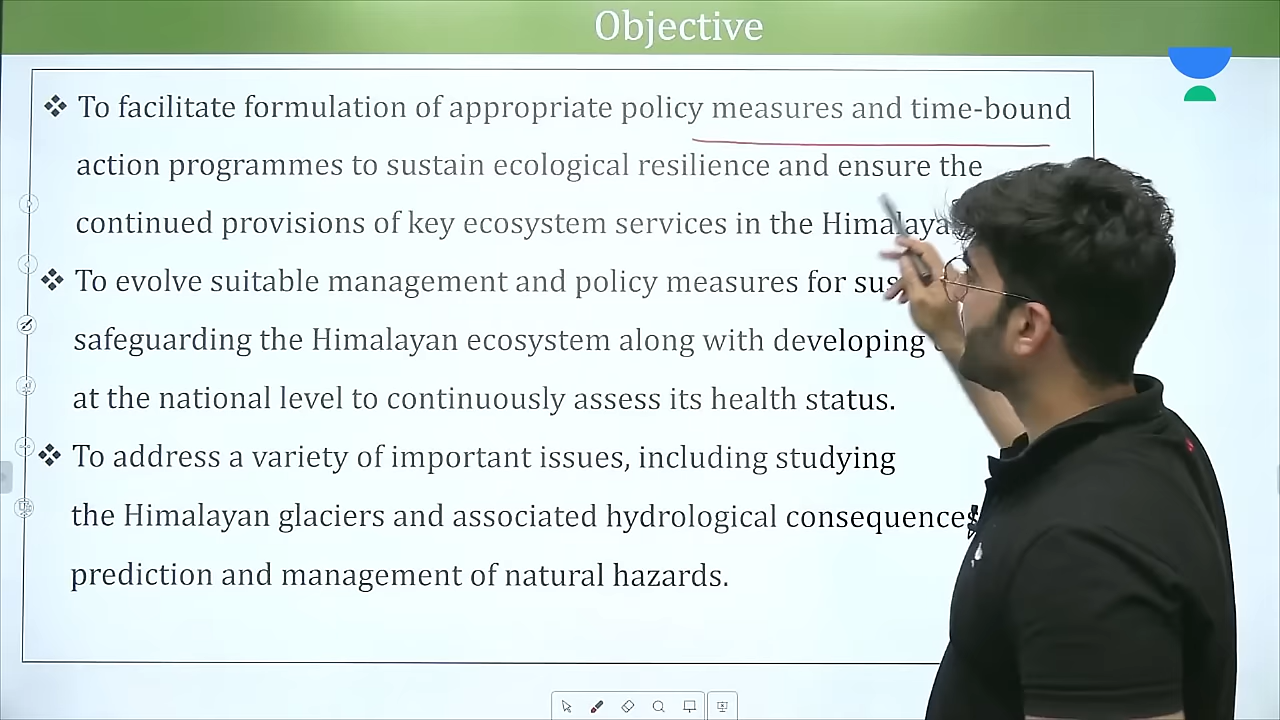 Objective
❖ To facilitate formulation of appropriate policy measures and time-bound
action programmes to sustain ecological resilience and ensure the
continued provisions of key ecosystem services in the
❖ To evolve suitable management and policy measures for
safeguarding the Himalayan ecosystem along with developing
at the national level to continuously assess its health status.
❖ To address a variety of important issues, including studying
the Himalayan glaciers and associated hydrological consequences
prediction and management of natural hazards.